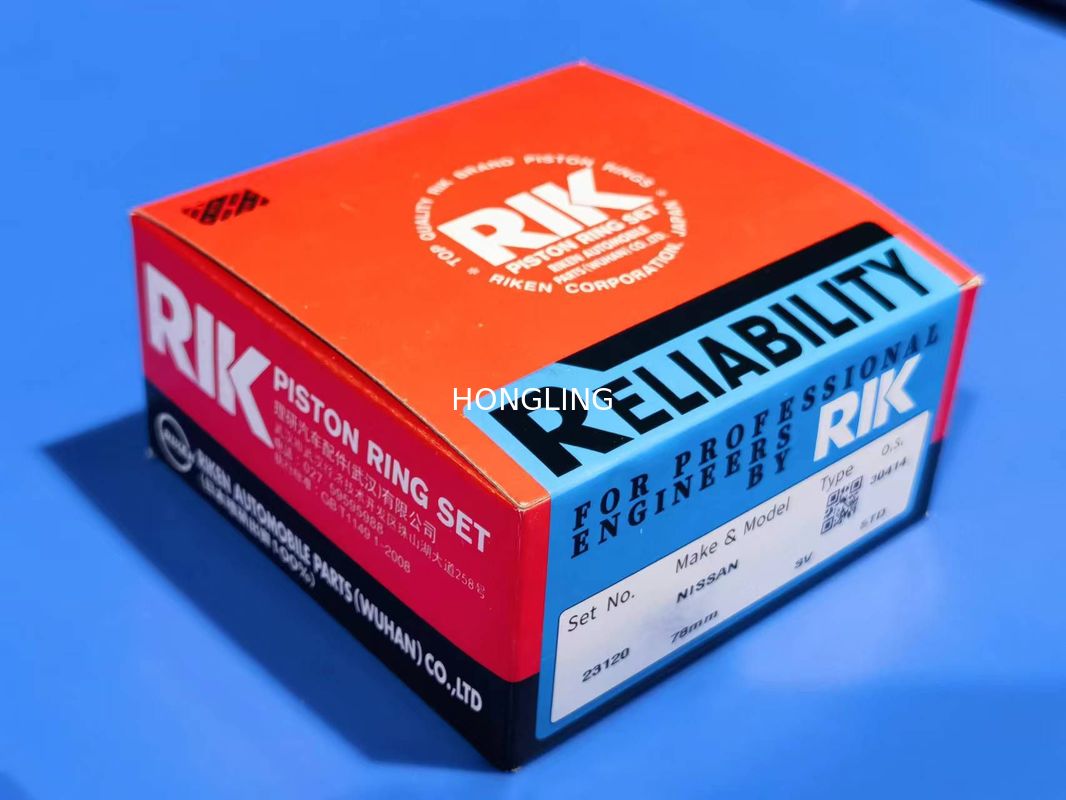 TOP QUALITY RIK BRAND PISTON RINGS
RIK
PISTON RING SET
RIKEN AUTOMOBILE
PARTS (WUHAN) CO.,LTD
RIKEN CORPORATION, JAPAN
RELIABILITY
FOR PROFESSIONAL
ENGINEERS
BY
RIK
Set No.
Make & Model
Type
O.S.
23120
NISSAN
78mm
SV
30414
STD
RIK
PISTON RING SET
理研汽车配件(武汉)有限公司
RIKEN AUTOMOBILE PARTS (WUHAN) CO.,LTD
HONGLING